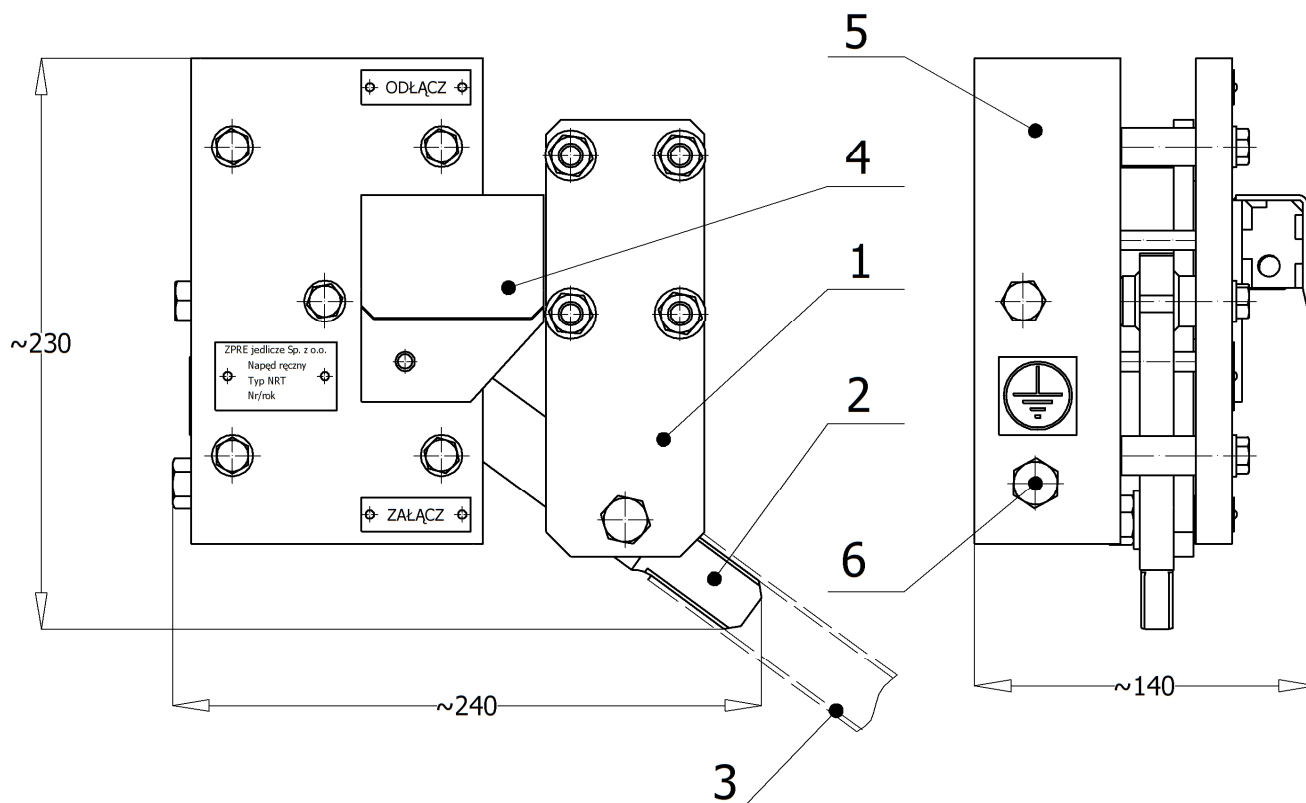 5
ODŁĄCZ
4
1
~230
ZPRE jedlicze Sp. z o.o.
Napęd ręczny
Typ NRT
Nr/rok
2
ZAŁĄCZ
6
~240
~140
3